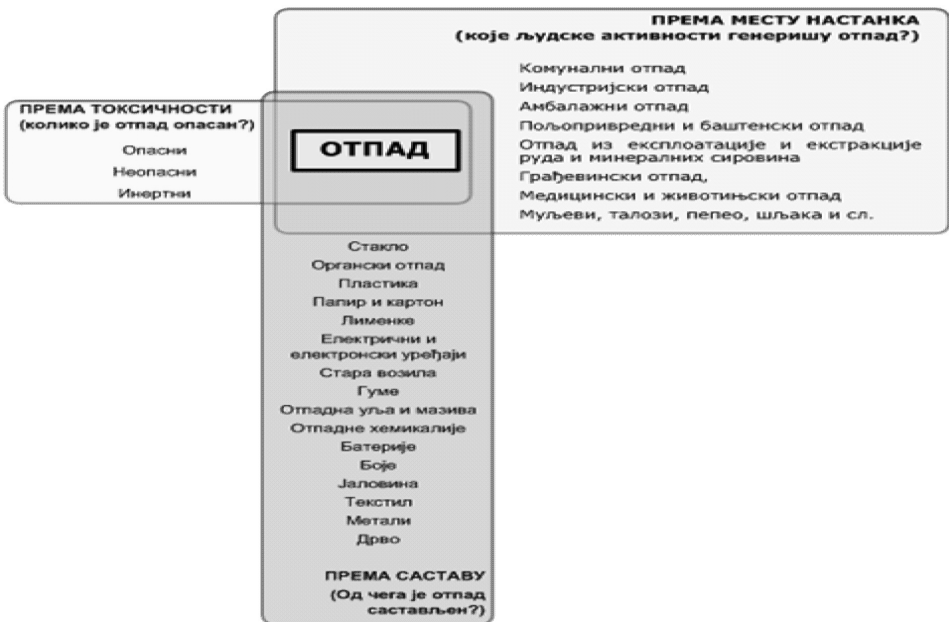 ПРЕМА МЕСТУ НАСТАНКА
(које људске активности генеришу отпад?)
Комунални отпад
Индустријски отпад
Амбалажни отпад
Пољопривредни и баштенски отпад
Отпад из експлоатације и екстракције
руда и минералних сировина
Грађевински отпад,
Медицински и животињски отпад
Муљеви, талози, пепео, шљака и сл.
ПРЕМА ТОКСИЧНОСТИ
(колико је отпад опасан?)
Опасни
Неопасни
Инертни
ОТПАД
Стакло
Органски отпад
Пластика
Папир и картон
Лименке
Електрични и
електронски уређаји
Стара возила
Гуме
Отпадна уља и мазива
Отпадне хемикалије
Батерије
Боје
Јаловина
Текстил
Метали
Дрво
ПРЕМА САСТАВУ
(Од чега је отпад
састављен?)